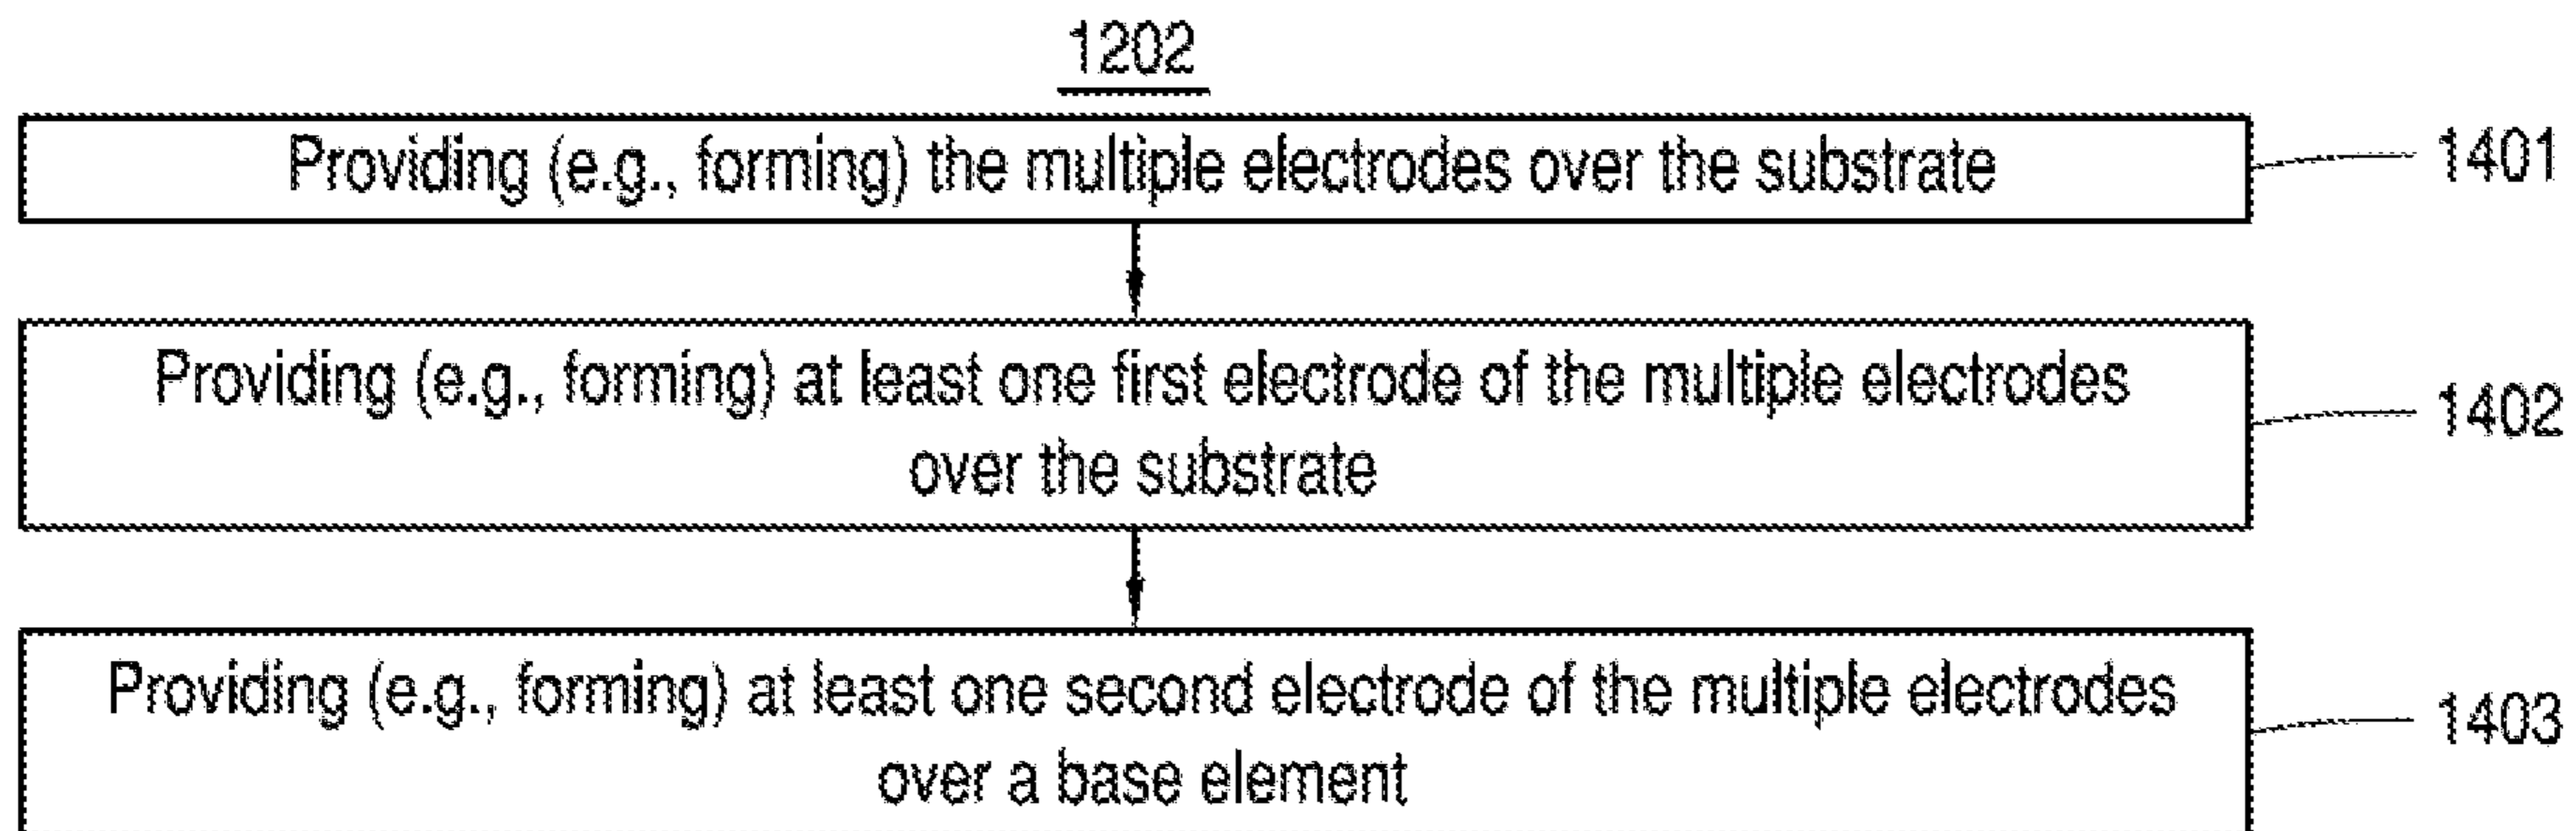 1202
Providing (e.g., forming) the multiple electrodes over the substrate
1401
Providing (e.g., forming) at least one first electrode of the multiple electrodes
over the substrate
1402
Providing (e.g., forming) at least one second electrode of the multiple electrodes
over a base element
1403